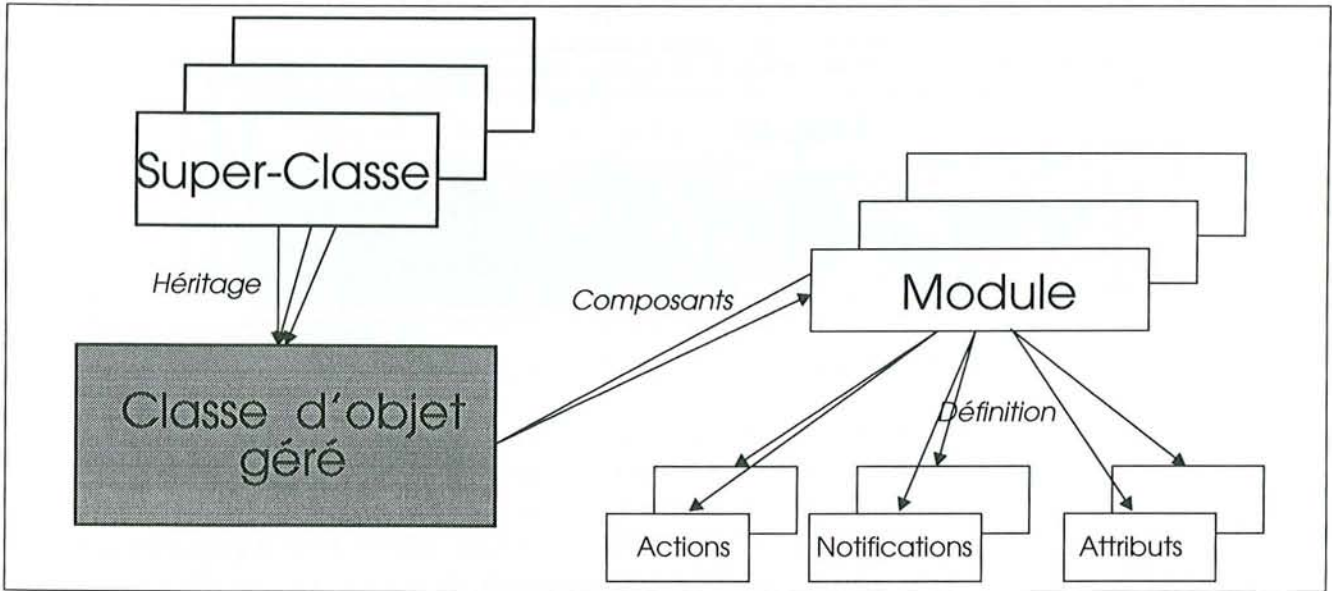 Super-Classe
Héritage
Composants
Module
Classe d'objet
géré
Définition
Actions
Notifications
Attributs